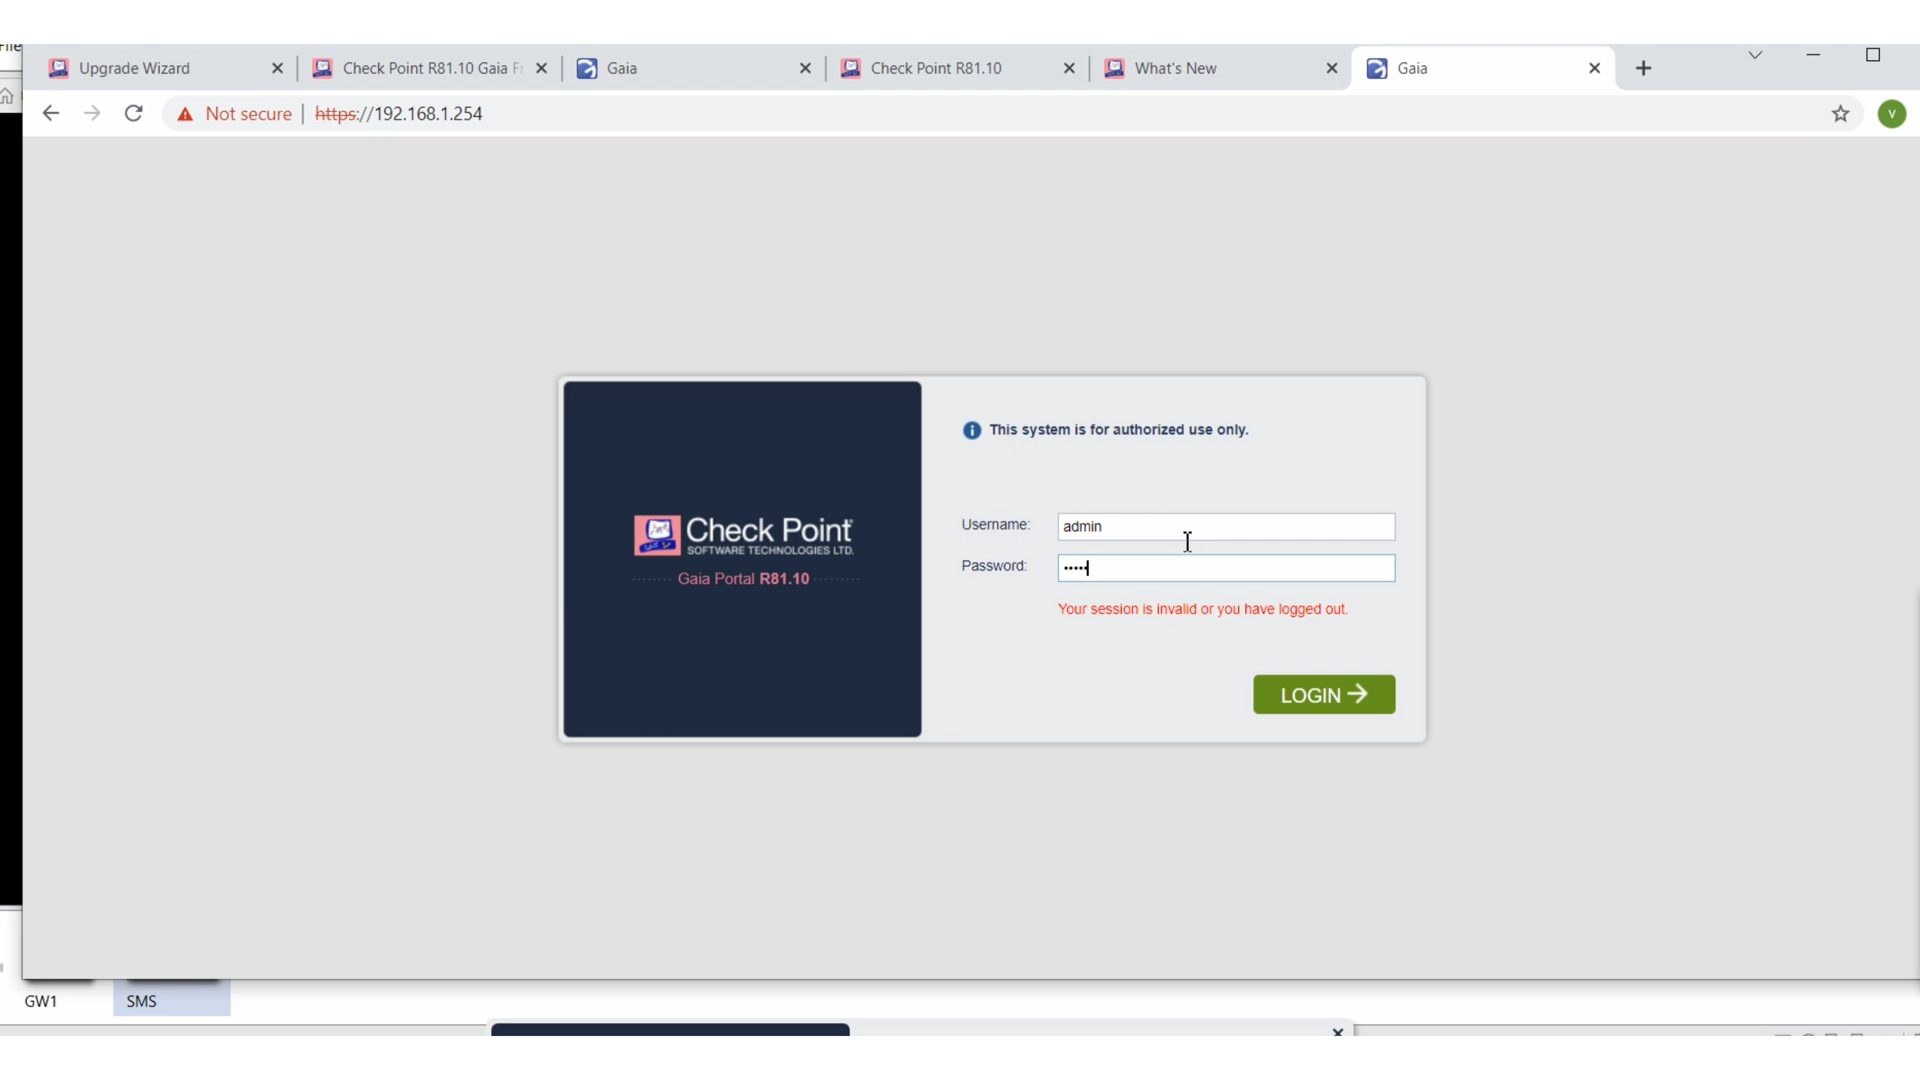 File
Upgrade Wizard
Check Point R81.10 Gaia Fr
Gaia
Check Point R81.10
What's New
Gaia
Not secure | https://192.168.1.254
V
This system is for authorized use only.
Username: admin
Password: •••••
Your session is invalid or you have logged out.
LOGIN
Check Point
SOFTWARE TECHNOLOGIES LTD.
Gaia Portal R81.10
GW1
SMS